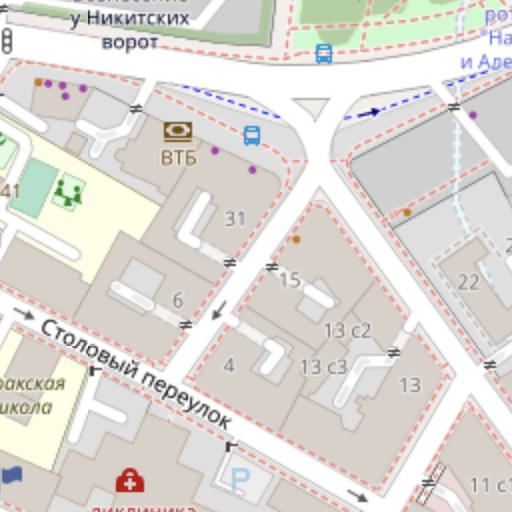 у Никитских
ворот
ВТБ
41
31
6
15
13 с2
13 с3
4
13
22
Столовый переулок
P
11 с1